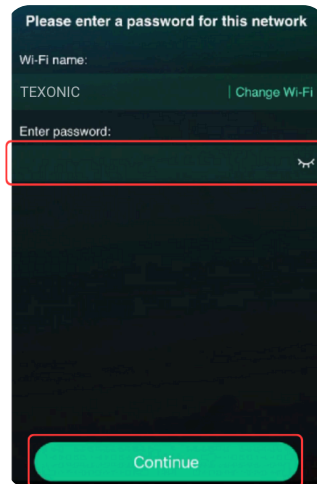 Please enter a password for this network
Wi-Fi name:
TEXONIC | Change Wi-Fi
Enter password:
Continue